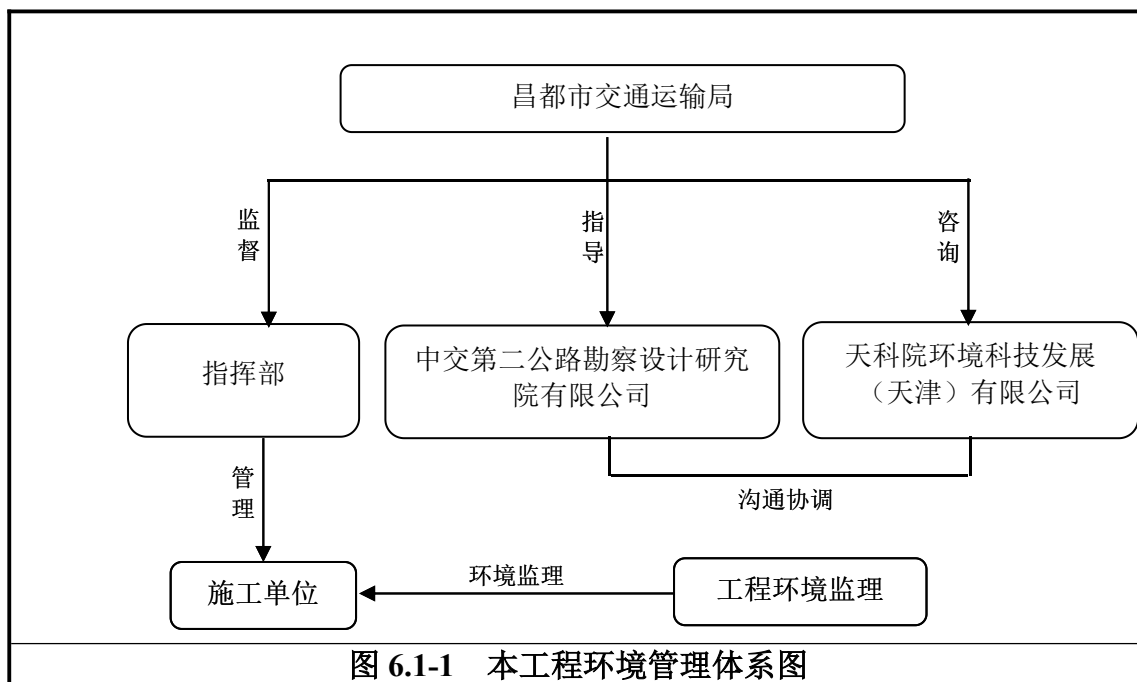 昌都市交通运输局
监督
指导
咨询
指挥部
中交第二公路勘察设计研究
院有限公司
天科院环境科技发展
（天津）有限公司
管理
沟通协调
施工单位
环境监理
工程环境监理
图 6.1-1 本工程环境管理体系图